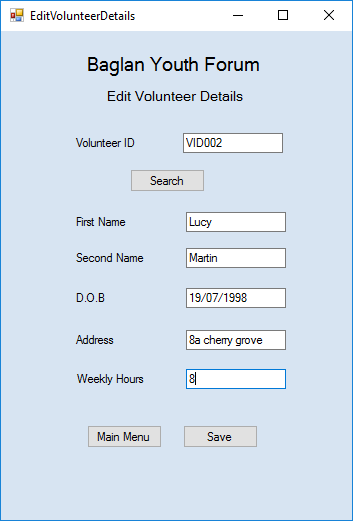 EditVolunteerDetails
Baglan Youth Forum
Edit Volunteer Details
Volunteer ID VID002
Search
First Name Lucy
Second Name Martin
D.O.B 19/07/1998
Address 8a cherry grove
Weekly Hours 8
Main Menu Save